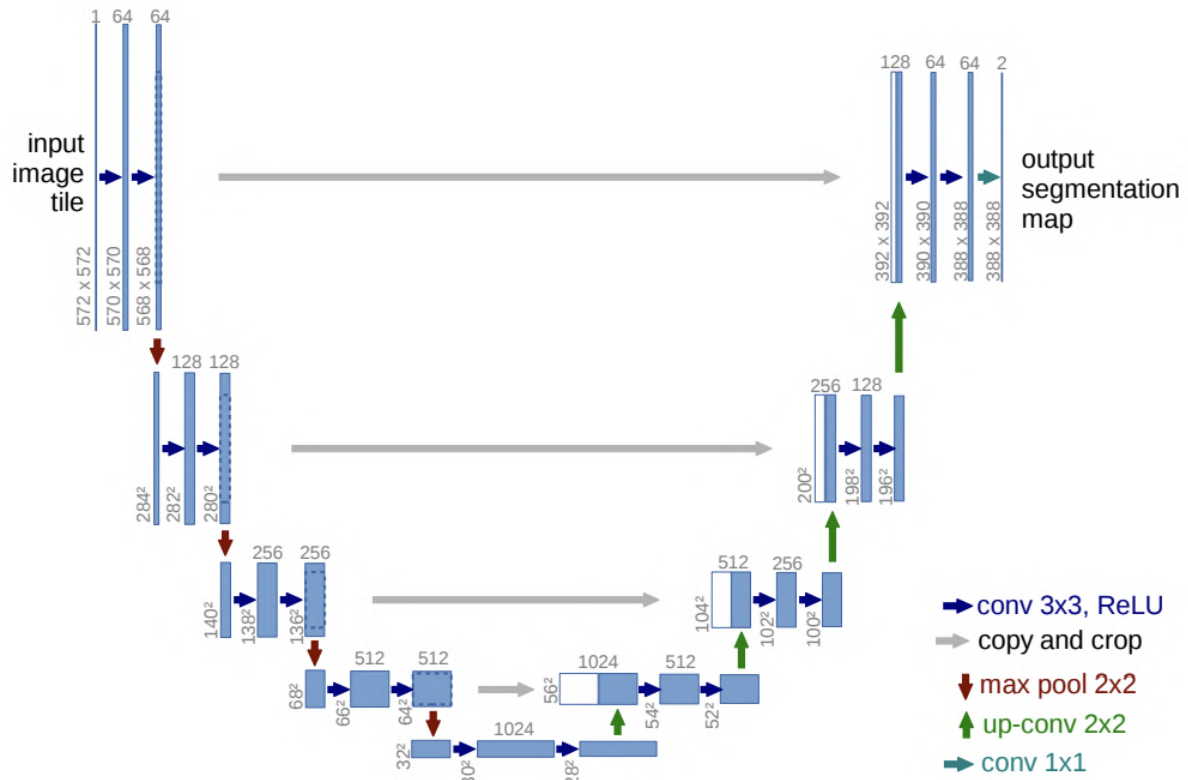 1
64
64
input
image
tile
572 x 572
570 x 570
568 x 568
128
64
64
2
392 x 392
390 x 390
388 x 388
388 x 388
output
segmentation
map
128
128
284²
282²
280²
256
128
200²
198²
196²
256
256
140²
138²
136²
512
256
104²
102²
100²
512
512
68²
66²
64²
1024
512
56²
54²
52²
1024
32²
conv 3x3, ReLU
copy and crop
max pool 2x2
up-conv 2x2
conv 1x1